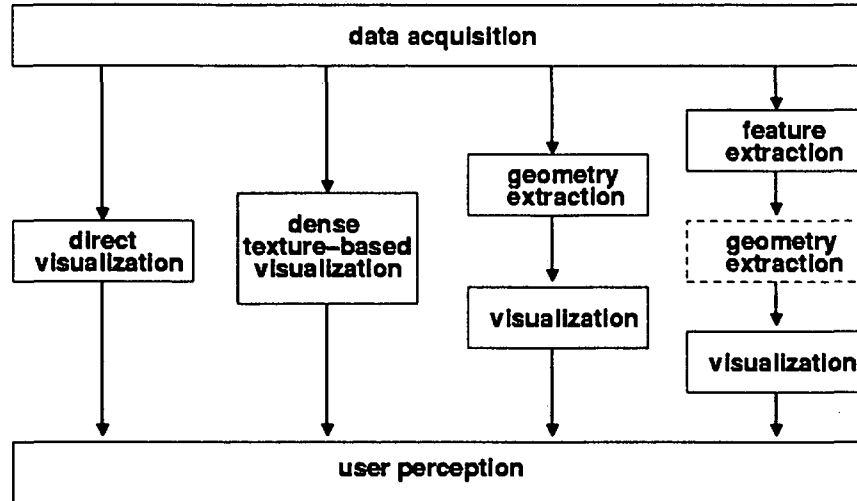 data acquisition
direct
visualization
dense
texture–based
visualization
geometry
extraction
visualization
feature
extraction
geometry
extraction
visualization
user perception